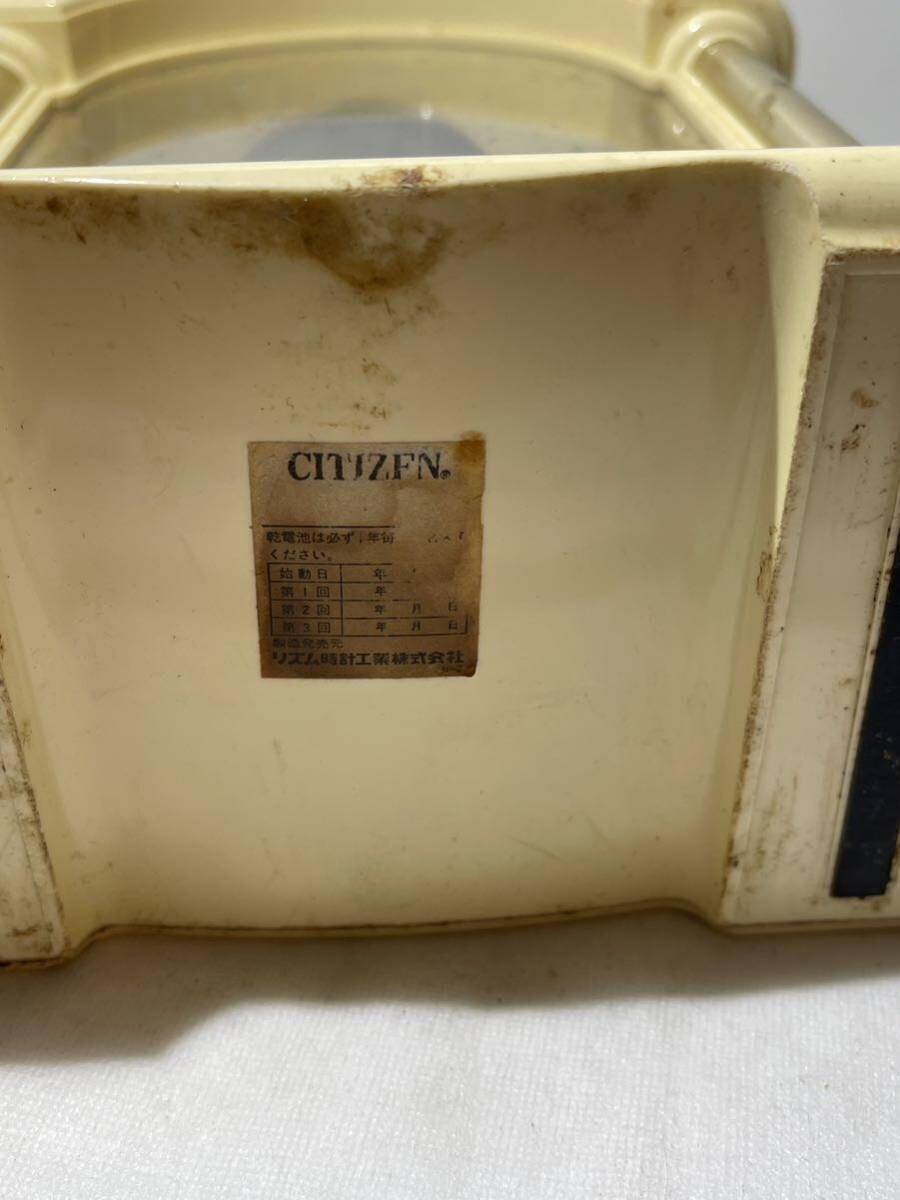 CITIZEN®
乾電池は必ず1年毎
ください。
始動日 年
第1回 年
第2回 年 月 日
第3回 年 月 日
製造発売元
リズム時計工業株式会社